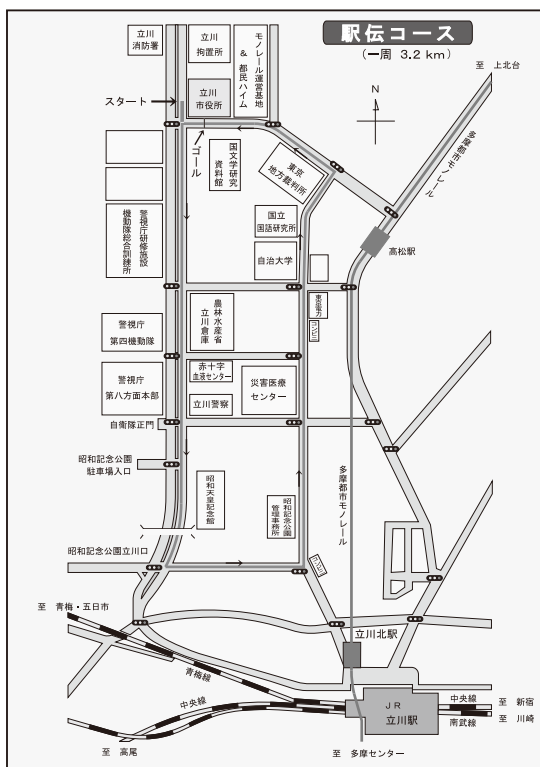 駅伝コース
(一周 3.2 km)
立川
消防署
立川
拘置所
モノレール運営基地
& 都民ハイム
至 上北台
N
スタート
立川
市役所
ゴール
国文学研究
資料館
東京
地方裁判所
多摩都市モノレール
警視庁研修施設
機動隊総合訓練所
国立
国語研究所
高松駅
自治大学
農林水産省
立川倉庫
東京電力
コンビニ
警視庁
第四機動隊
赤十字
血液センター
災害医療
センター
警視庁
第八方面本部
立川警察
自衛隊正門
昭和記念公園
駐車場入口
昭和天皇記念館
昭和記念公園
管理事務所
多摩都市モノレール
昭和記念公園立川口
コンビニ
至 青梅・五日市
立川北駅
青梅線
中央線
JR
立川駅
中央線
至 新宿
南武線
至 川崎
至 高尾
至 多摩センター